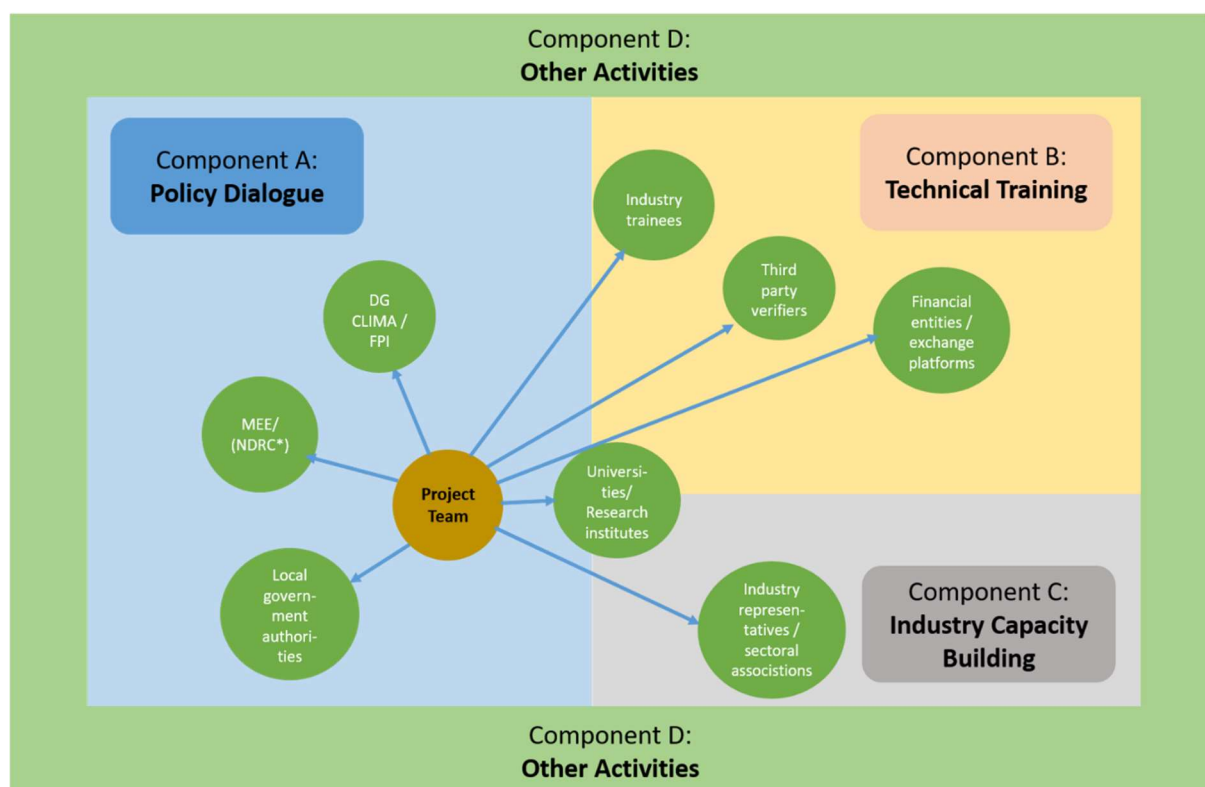 Component D:
Other Activities
Component A:
Policy Dialogue
Component B:
Technical Training
Industry
trainees
Third
party
verifiers
Financial
entities /
exchange
platforms
DG
CLIMA /
FPI
MEE/
(NDRC*)
Project
Team
Universi-
ties/
Research
institutes
Local
govern-
ment
authori-
ties
Industry
represen-
tatives /
sectoral
associstions
Component C:
Industry Capacity
Building
Component D:
Other Activities